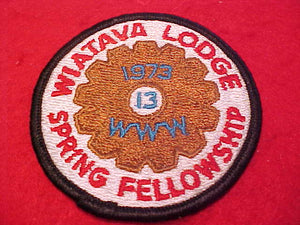 WIATAVA LODGE
1973
13
WWW
SPRING FELLOWSHIP